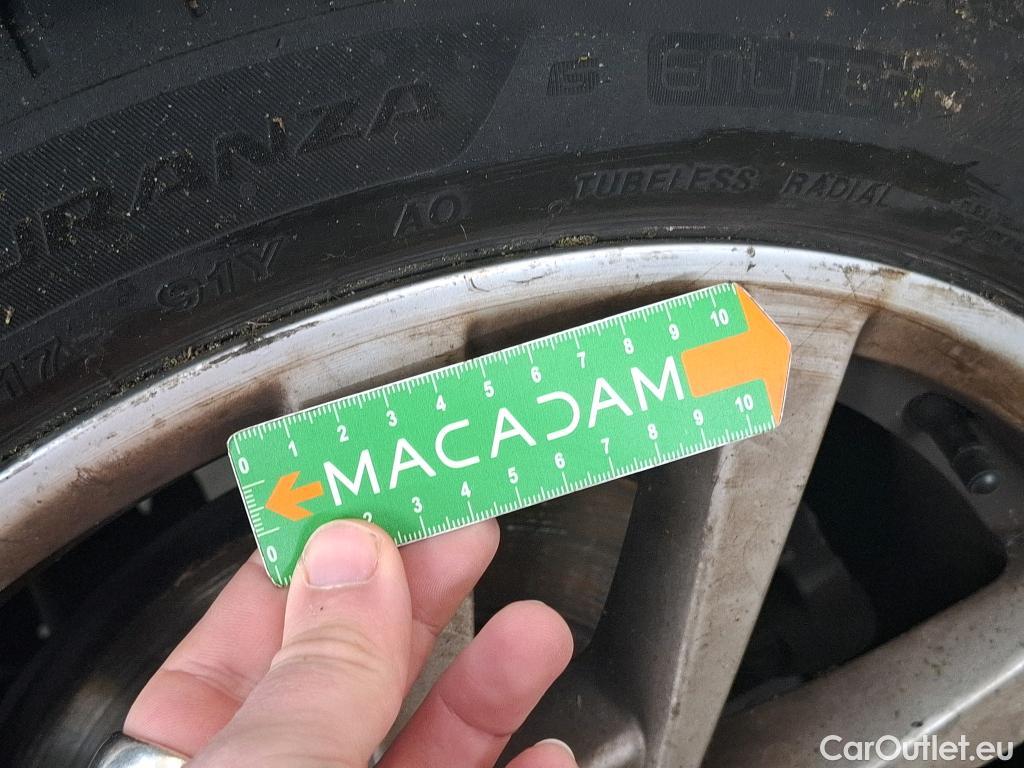 URANZA
ENLITEN
AO
TUBELESS RADIAL
91Y
0 1 2 3 4 5 6 7 8 9 10
MACADAM
0 2 3 4 5 6 7 8 9 10
CarOutlet.eu